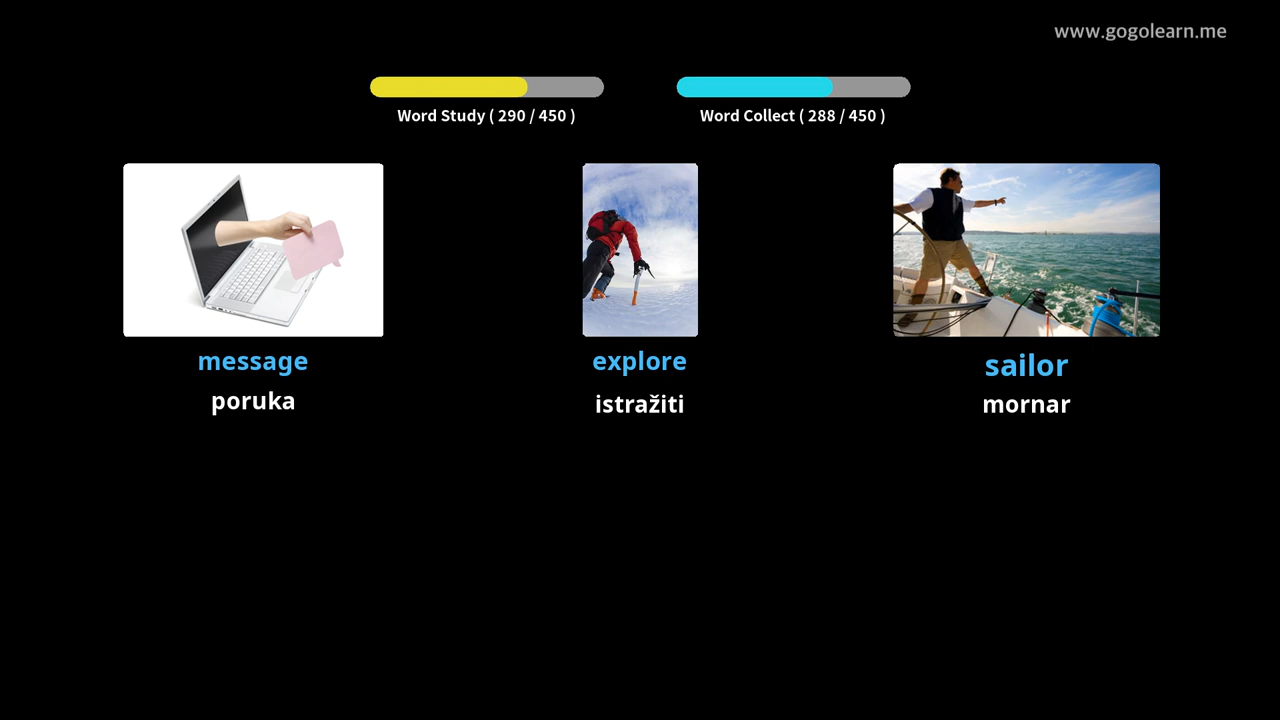 www.gogolearn.me
Word Study ( 290 / 450 )
Word Collect ( 288 / 450 )
message
explore
sailor
poruka
istražiti
mornar